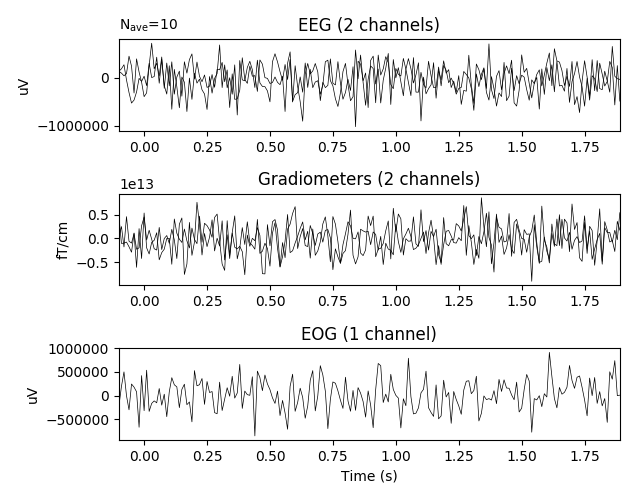 N_ave=10
EEG (2 channels)
uV
0
−1000000
0.00 0.25 0.50 0.75 1.00 1.25 1.50 1.75
1e13
Gradiometers (2 channels)
fT/cm
0.5
0.0
−0.5
0.00 0.25 0.50 0.75 1.00 1.25 1.50 1.75
EOG (1 channel)
uV
1000000
500000
0
−500000
0.00 0.25 0.50 0.75 1.00 1.25 1.50 1.75
Time (s)